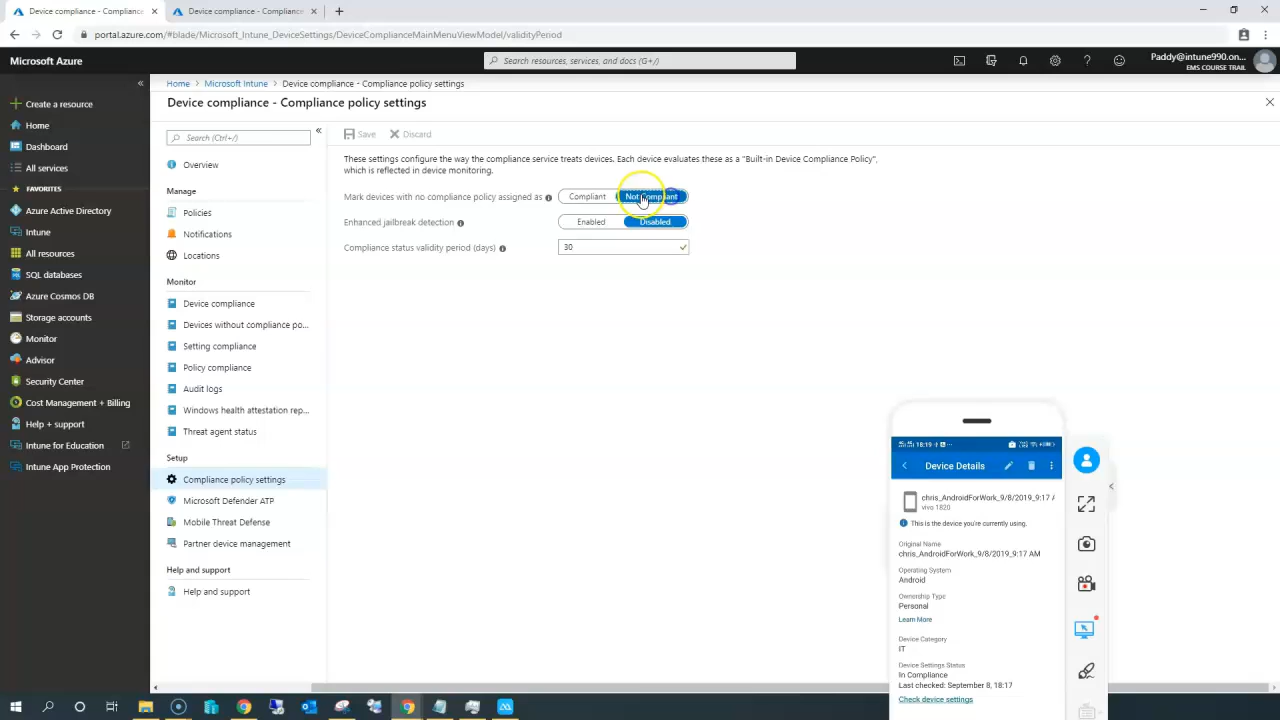 Device compliance - Compliance
Device compliance - Compliance
portal.azure.com/#blade/Microsoft_Intune_DeviceSettings/DeviceComplianceMainMenuViewModel/validityPeriod
Microsoft Azure
Search resources, services, and docs (G+/)
Paddy@intune990.on...
EMS COURSE TRAIL
Home > Microsoft Intune > Device compliance - Compliance policy settings
Device compliance - Compliance policy settings
Create a resource
Home
Dashboard
All services
FAVORITES
Azure Active Directory
Intune
All resources
SQL databases
Azure Cosmos DB
Storage accounts
Monitor
Advisor
Security Center
Cost Management + Billing
Help + support
Intune for Education
Intune App Protection
Search (Ctrl+/)
Overview
Manage
Policies
Notifications
Locations
Monitor
Device compliance
Devices without compliance po...
Setting compliance
Policy compliance
Audit logs
Windows health attestation rep...
Threat agent status
Setup
Compliance policy settings
Microsoft Defender ATP
Mobile Threat Defense
Partner device management
Help and support
Help and support
Save Discard
These settings configure the way the compliance service treats devices. Each device evaluates these as a "Built-in Device Compliance Policy",
which is reflected in device monitoring.
Mark devices with no compliance policy assigned as Compliant Not Compliant
Enhanced jailbreak detection Enabled Disabled
Compliance status validity period (days) 30
18:19
Device Details
chris_AndroidForWork_9/8/2019_9:17
vivo 1820
This is the device you're currently using.
Original Name
chris_AndroidForWork_9/8/2019_9:17 AM
Operating System
Android
Ownership Type
Personal
Learn More
Device Category
IT
Device Settings Status
In Compliance
Last checked: September 8, 18:17
Check device settings